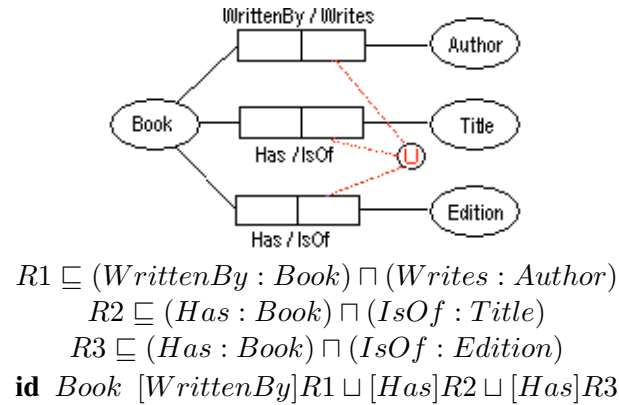 WrittenBy / Writes
Author
Book
Title
Has / IsOf
U
Edition
Has / IsOf
R1 ⊑ (WrittenBy : Book) ⊓ (Writes : Author)
R2 ⊑ (Has : Book) ⊓ (IsOf : Title)
R3 ⊑ (Has : Book) ⊓ (IsOf : Edition)
id Book [WrittenBy]R1 ⊔ [Has]R2 ⊔ [Has]R3